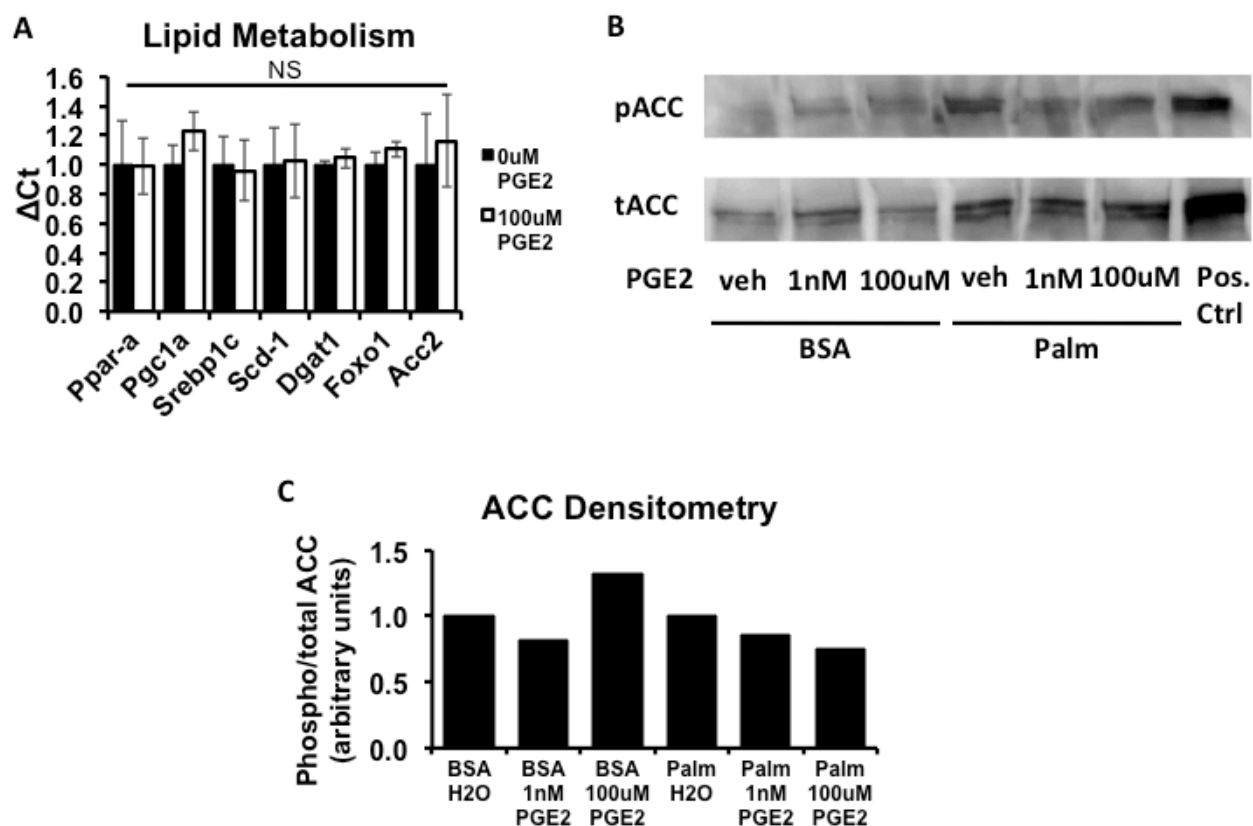 A
Lipid Metabolism
NS
1.6
1.4
1.2
1.0
0.8
0.6
0.4
0.2
0.0
ΔCt
0uM
PGE2
100uM
PGE2
Ppar-a
Pgc1a
Srebp1c
Scd-1
Dgat1
Foxo1
Acc2
B
pACC
tACC
PGE2 veh 1nM 100uM veh 1nM 100uM Pos.
Ctrl
BSA Palm
C
ACC Densitometry
Phospho/total ACC
(arbitrary units)
1.5
1.0
0.5
0.0
BSA
H2O
BSA
1nM
PGE2
BSA
100uM
PGE2
Palm
H2O
Palm
1nM
PGE2
Palm
100uM
PGE2